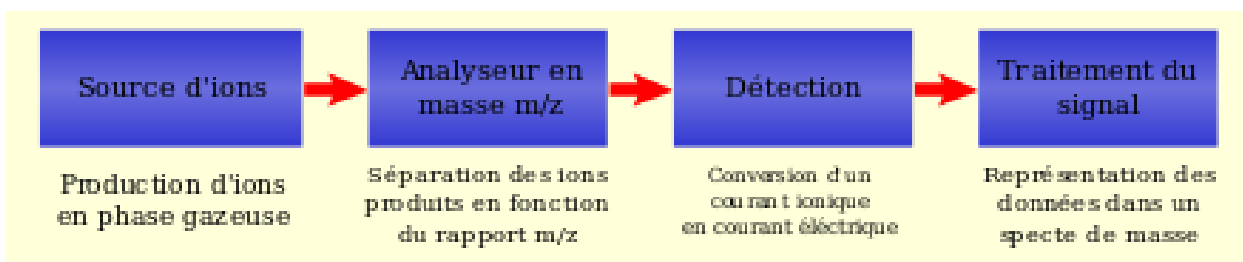 Source d'ions
Analyseur en
masse m/z
Détection
Traitement du
signal
Production d'ions
en phase gazeuse
Séparation des ions
produits en fonction
du rapport m/z
Conversion d'un
courant ionique
en courant éléctrique
Représentation des
données dans un
specte de masse